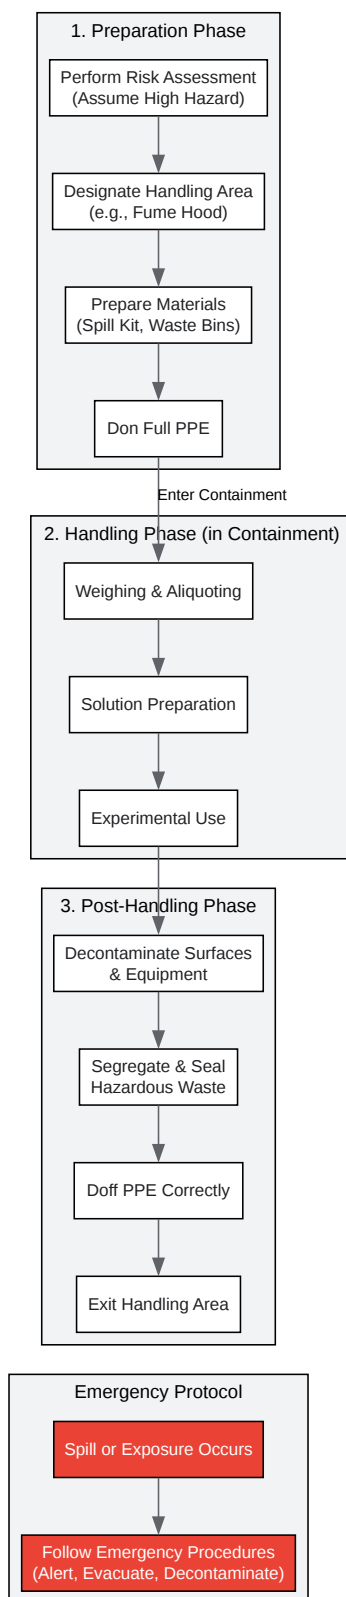 1. Preparation Phase
Perform Risk Assessment
(Assume High Hazard)
Designate Handling Area
(e.g., Fume Hood)
Prepare Materials
(Spill Kit, Waste Bins)
Don Full PPE
Enter Containment
2. Handling Phase (in Containment)
Weighing & Aliquoting
Solution Preparation
Experimental Use
3. Post-Handling Phase
Decontaminate Surfaces
& Equipment
Segregate & Seal
Hazardous Waste
Doff PPE Correctly
Exit Handling Area
Emergency Protocol
Spill or Exposure Occurs
Follow Emergency Procedures
(Alert, Evacuate, Decontaminate)